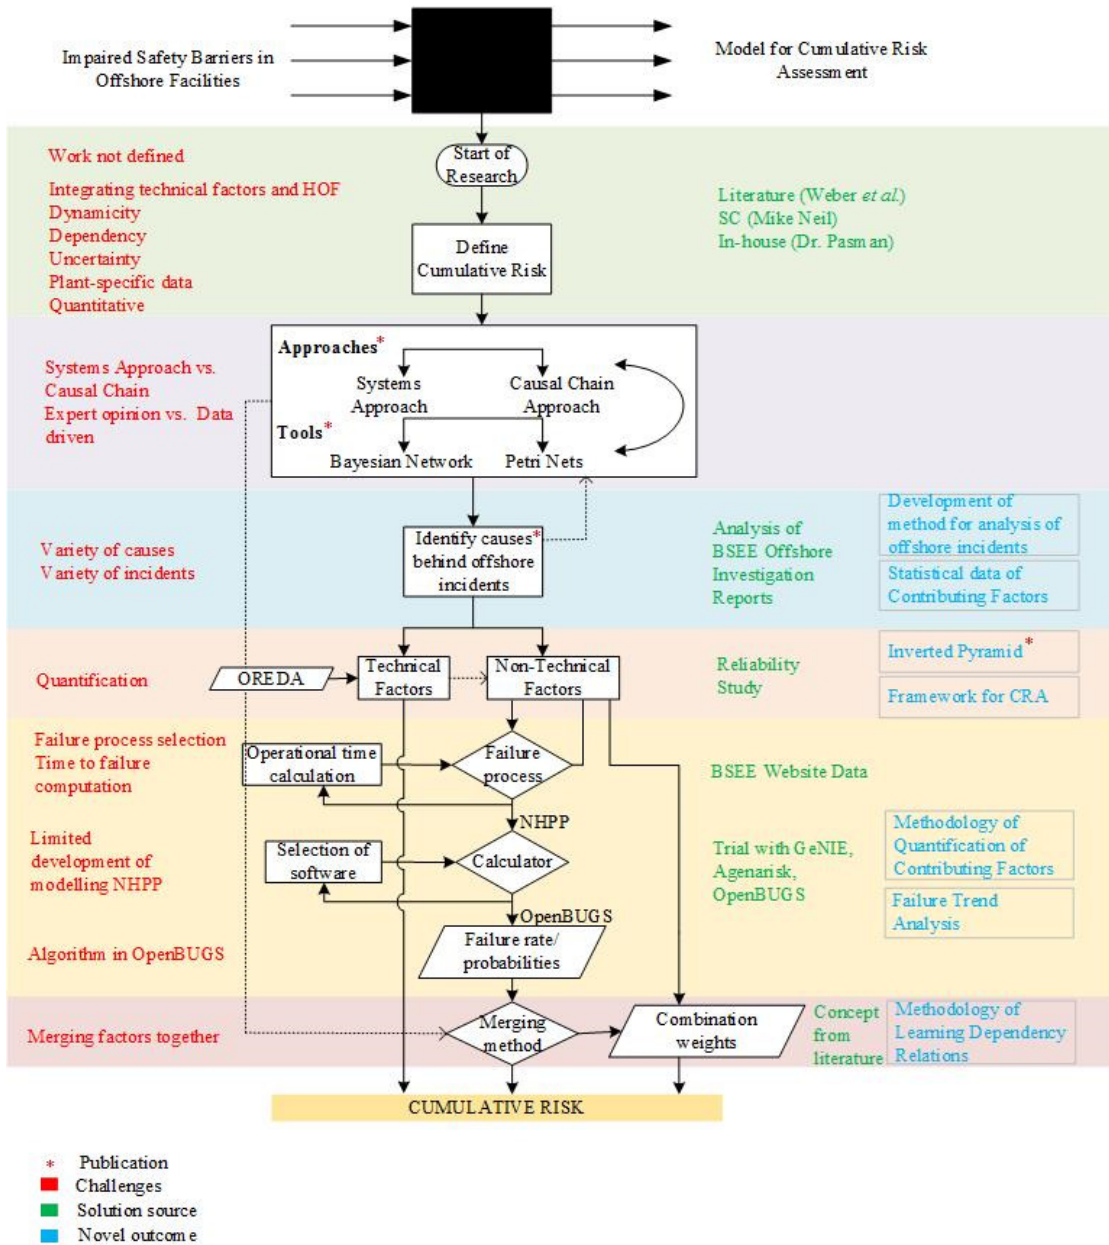 Impaired Safety Barriers in
Offshore Facilities
Model for Cumulative Risk
Assessment
Work not defined
Integrating technical factors and HOF
Dynamicity
Dependency
Uncertainty
Plant-specific data
Quantitative
Start of
Research
Define
Cumulative Risk
Literature (Weber et al.)
SC (Mike Neil)
In-house (Dr. Pasman)
Systems Approach vs.
Causal Chain
Expert opinion vs. Data
driven
Approaches*
Systems
Approach
Causal Chain
Approach
Tools*
Bayesian Network
Petri Nets
Variety of causes
Variety of incidents
Identify causes*
behind offshore
incidents
Analysis of
BSEE Offshore
Investigation
Reports
Development of
method for analysis of
offshore incidents
Statistical data of
Contributing Factors
Quantification
OREDA
Technical
Factors
Non-Technical
Factors
Reliability
Study
Inverted Pyramid*
Framework for CRA
Failure process selection
Time to failure
computation
Operational time
calculation
Failure
process
BSEE Website Data
NHPP
Limited
development of
modelling NHPP
Selection of
software
Calculator
Trial with GeNIE,
Agenarisk,
OpenBUGS
Methodology of
Quantification of
Contributing Factors
Failure Trend
Analysis
OpenBUGS
Algorithm in OpenBUGS
Failure rate/
probabilities
Merging factors together
Merging
method
Combination
weights
Concept
from
literature
Methodology of
Learning Dependency
Relations
CUMULATIVE RISK
* Publication
Challenges
Solution source
Novel outcome